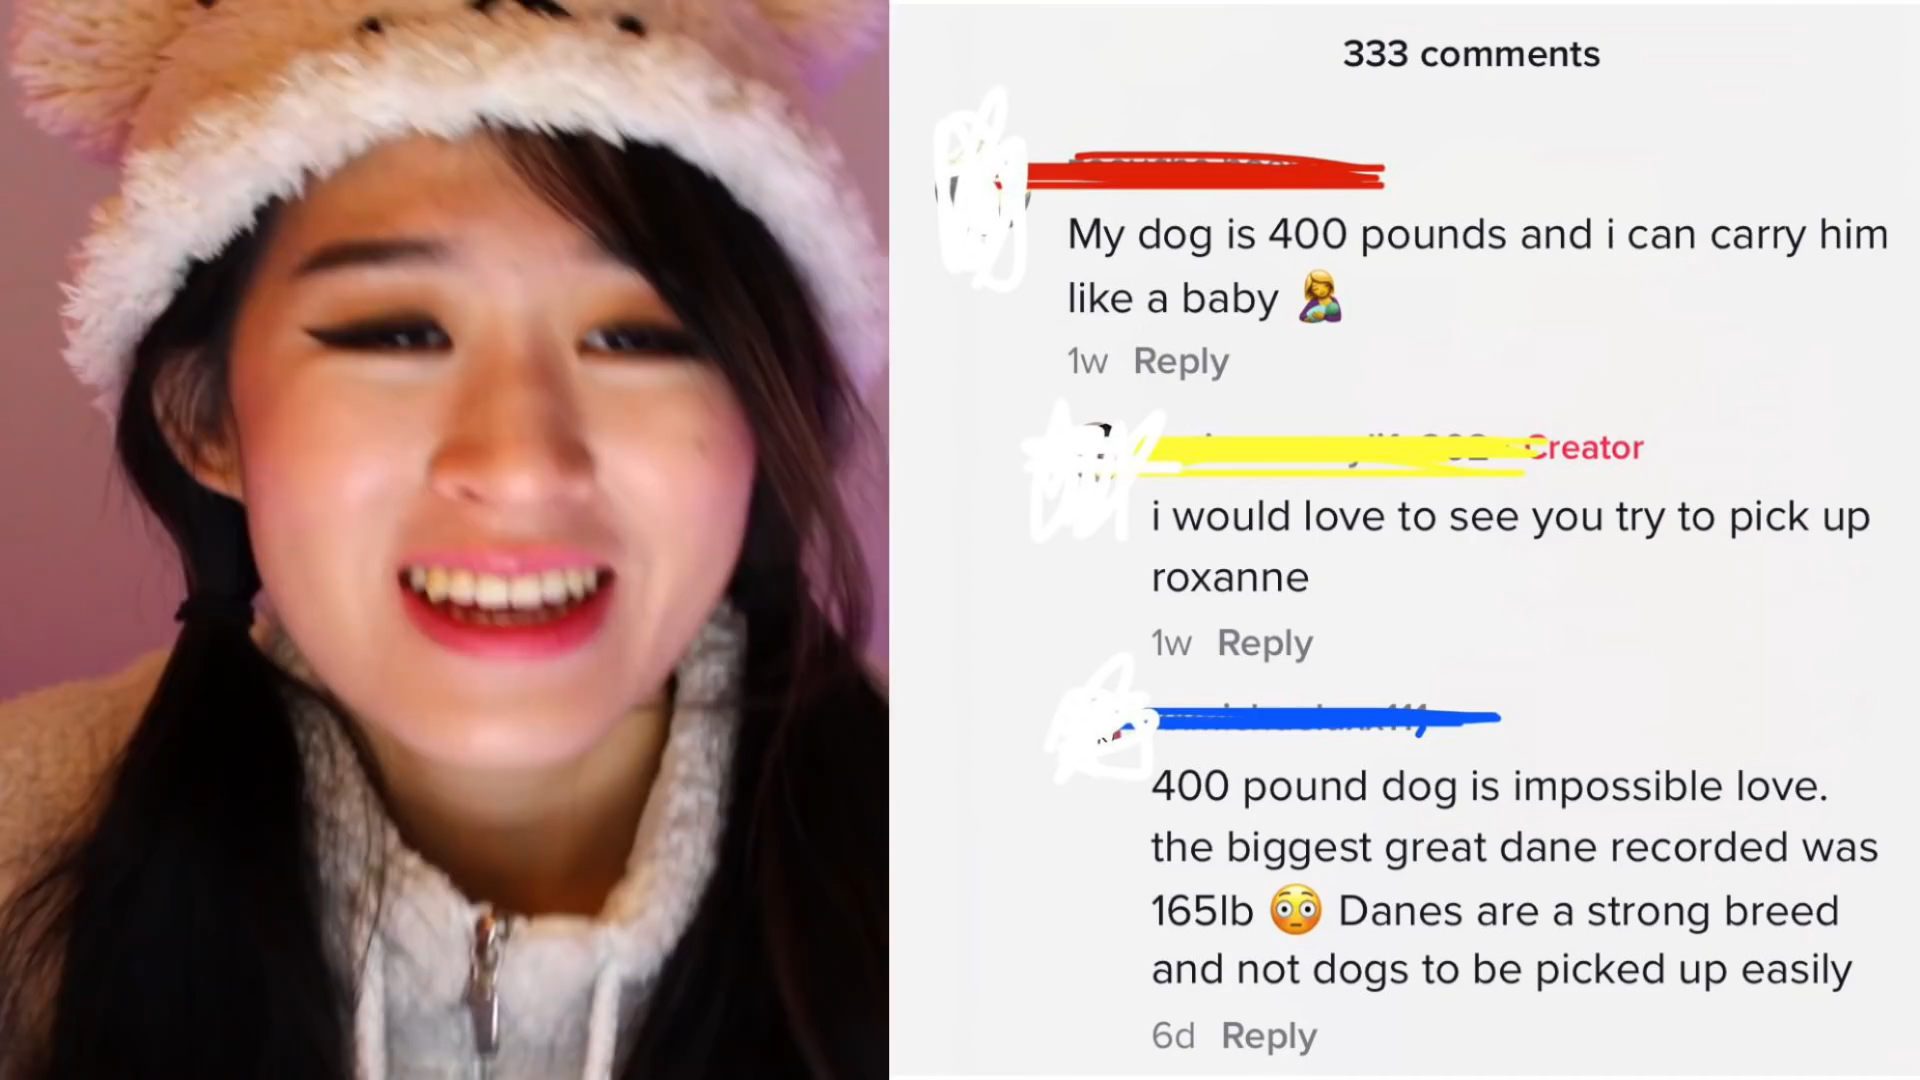 333 comments
My dog is 400 pounds and i can carry him
like a baby 🤱
1w Reply
Creator
i would love to see you try to pick up
roxanne
1w Reply
400 pound dog is impossible love.
the biggest great dane recorded was
165lb 😳 Danes are a strong breed
and not dogs to be picked up easily
6d Reply